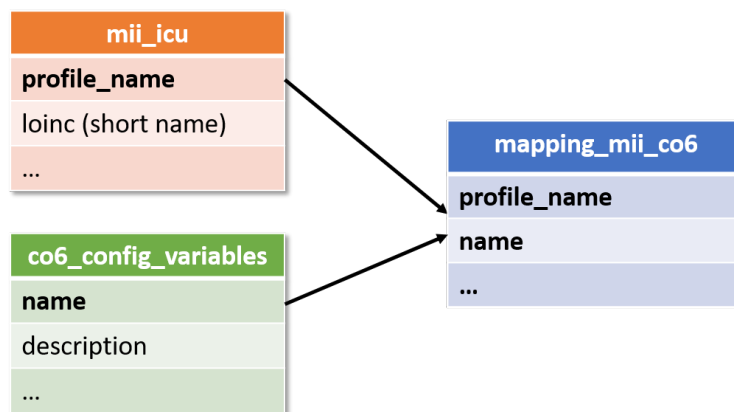 mii_icu
profile_name
loinc (short name)
...
co6_config_variables
name
description
...
mapping_mii_co6
profile_name
name
...